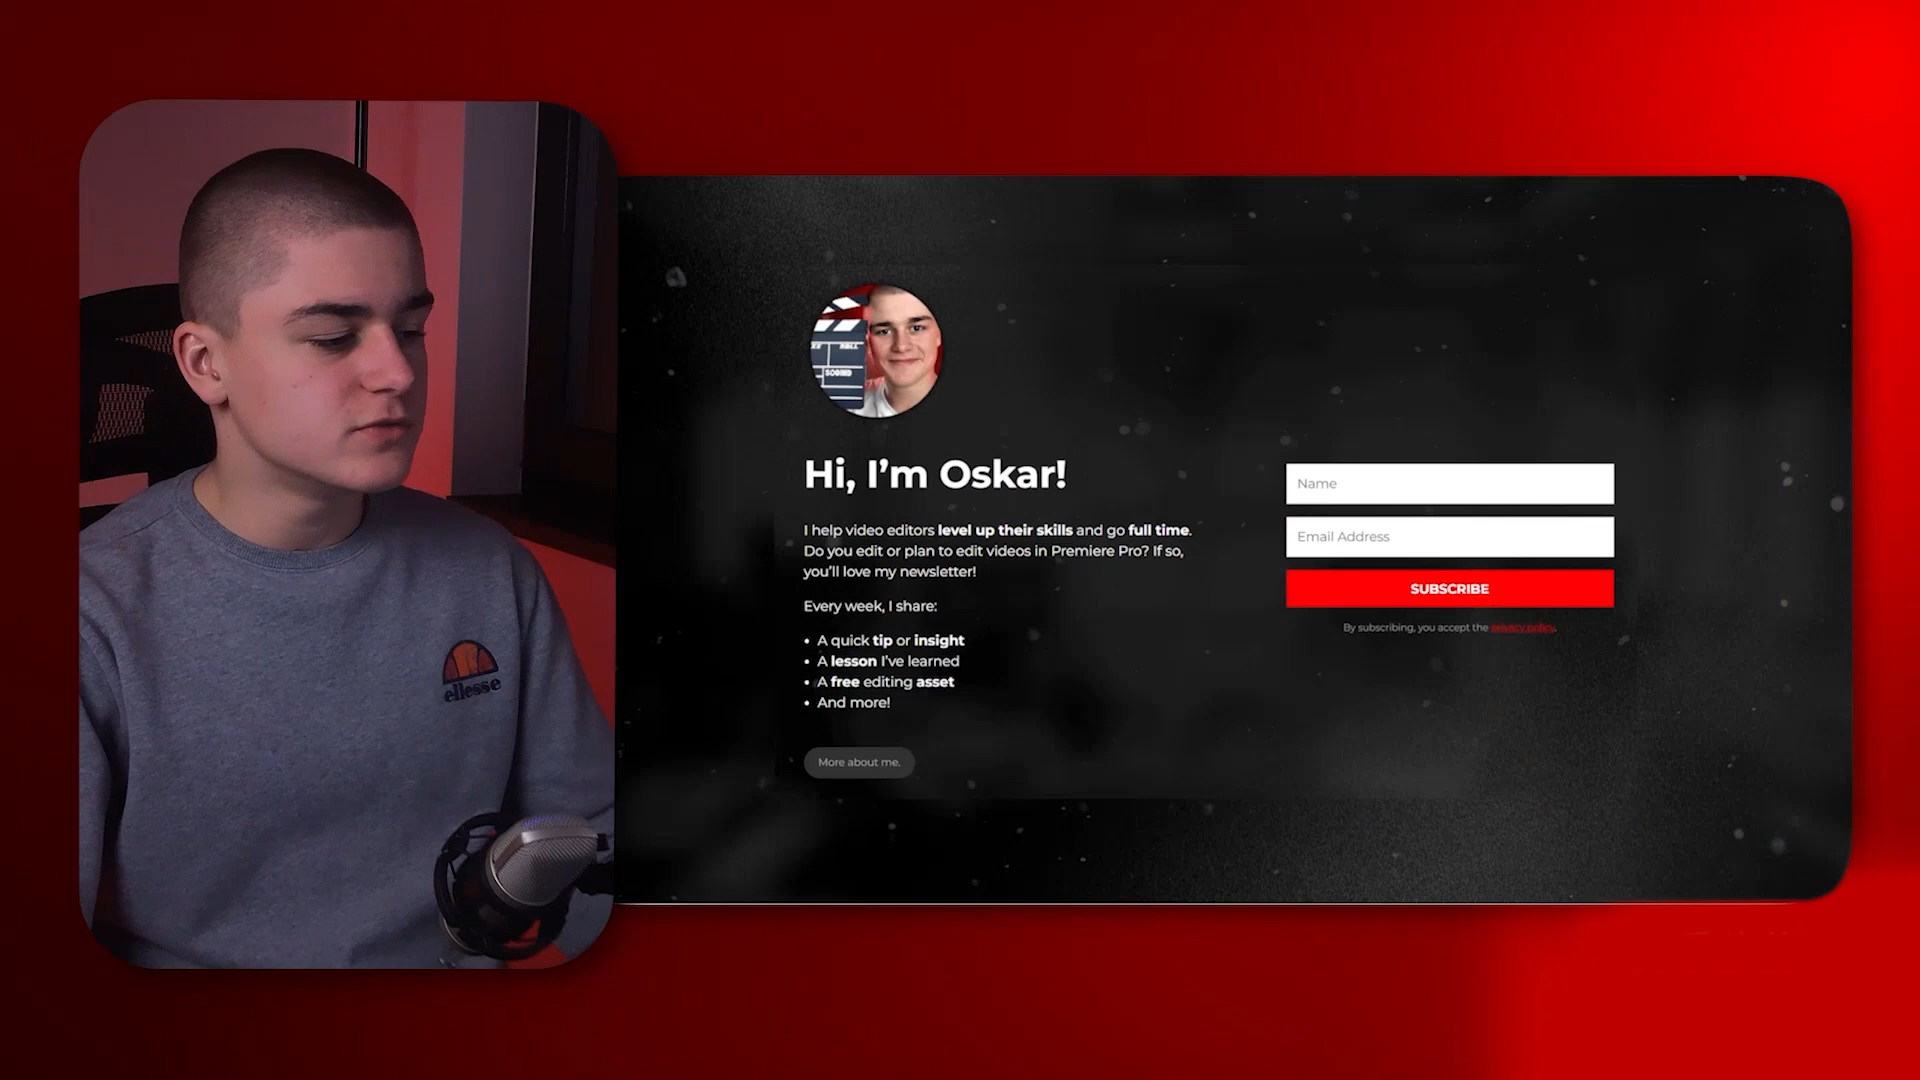 Hi, I’m Oskar!
I help video editors level up their skills and go full time.
Do you edit or plan to edit videos in Premiere Pro? If so,
you’ll love my newsletter!
Every week, I share:
• A quick tip or insight
• A lesson I’ve learned
• A free editing asset
• And more!
More about me.
Name
Email Address
SUBSCRIBE
By subscribing, you accept the privacy policy.
ellesse